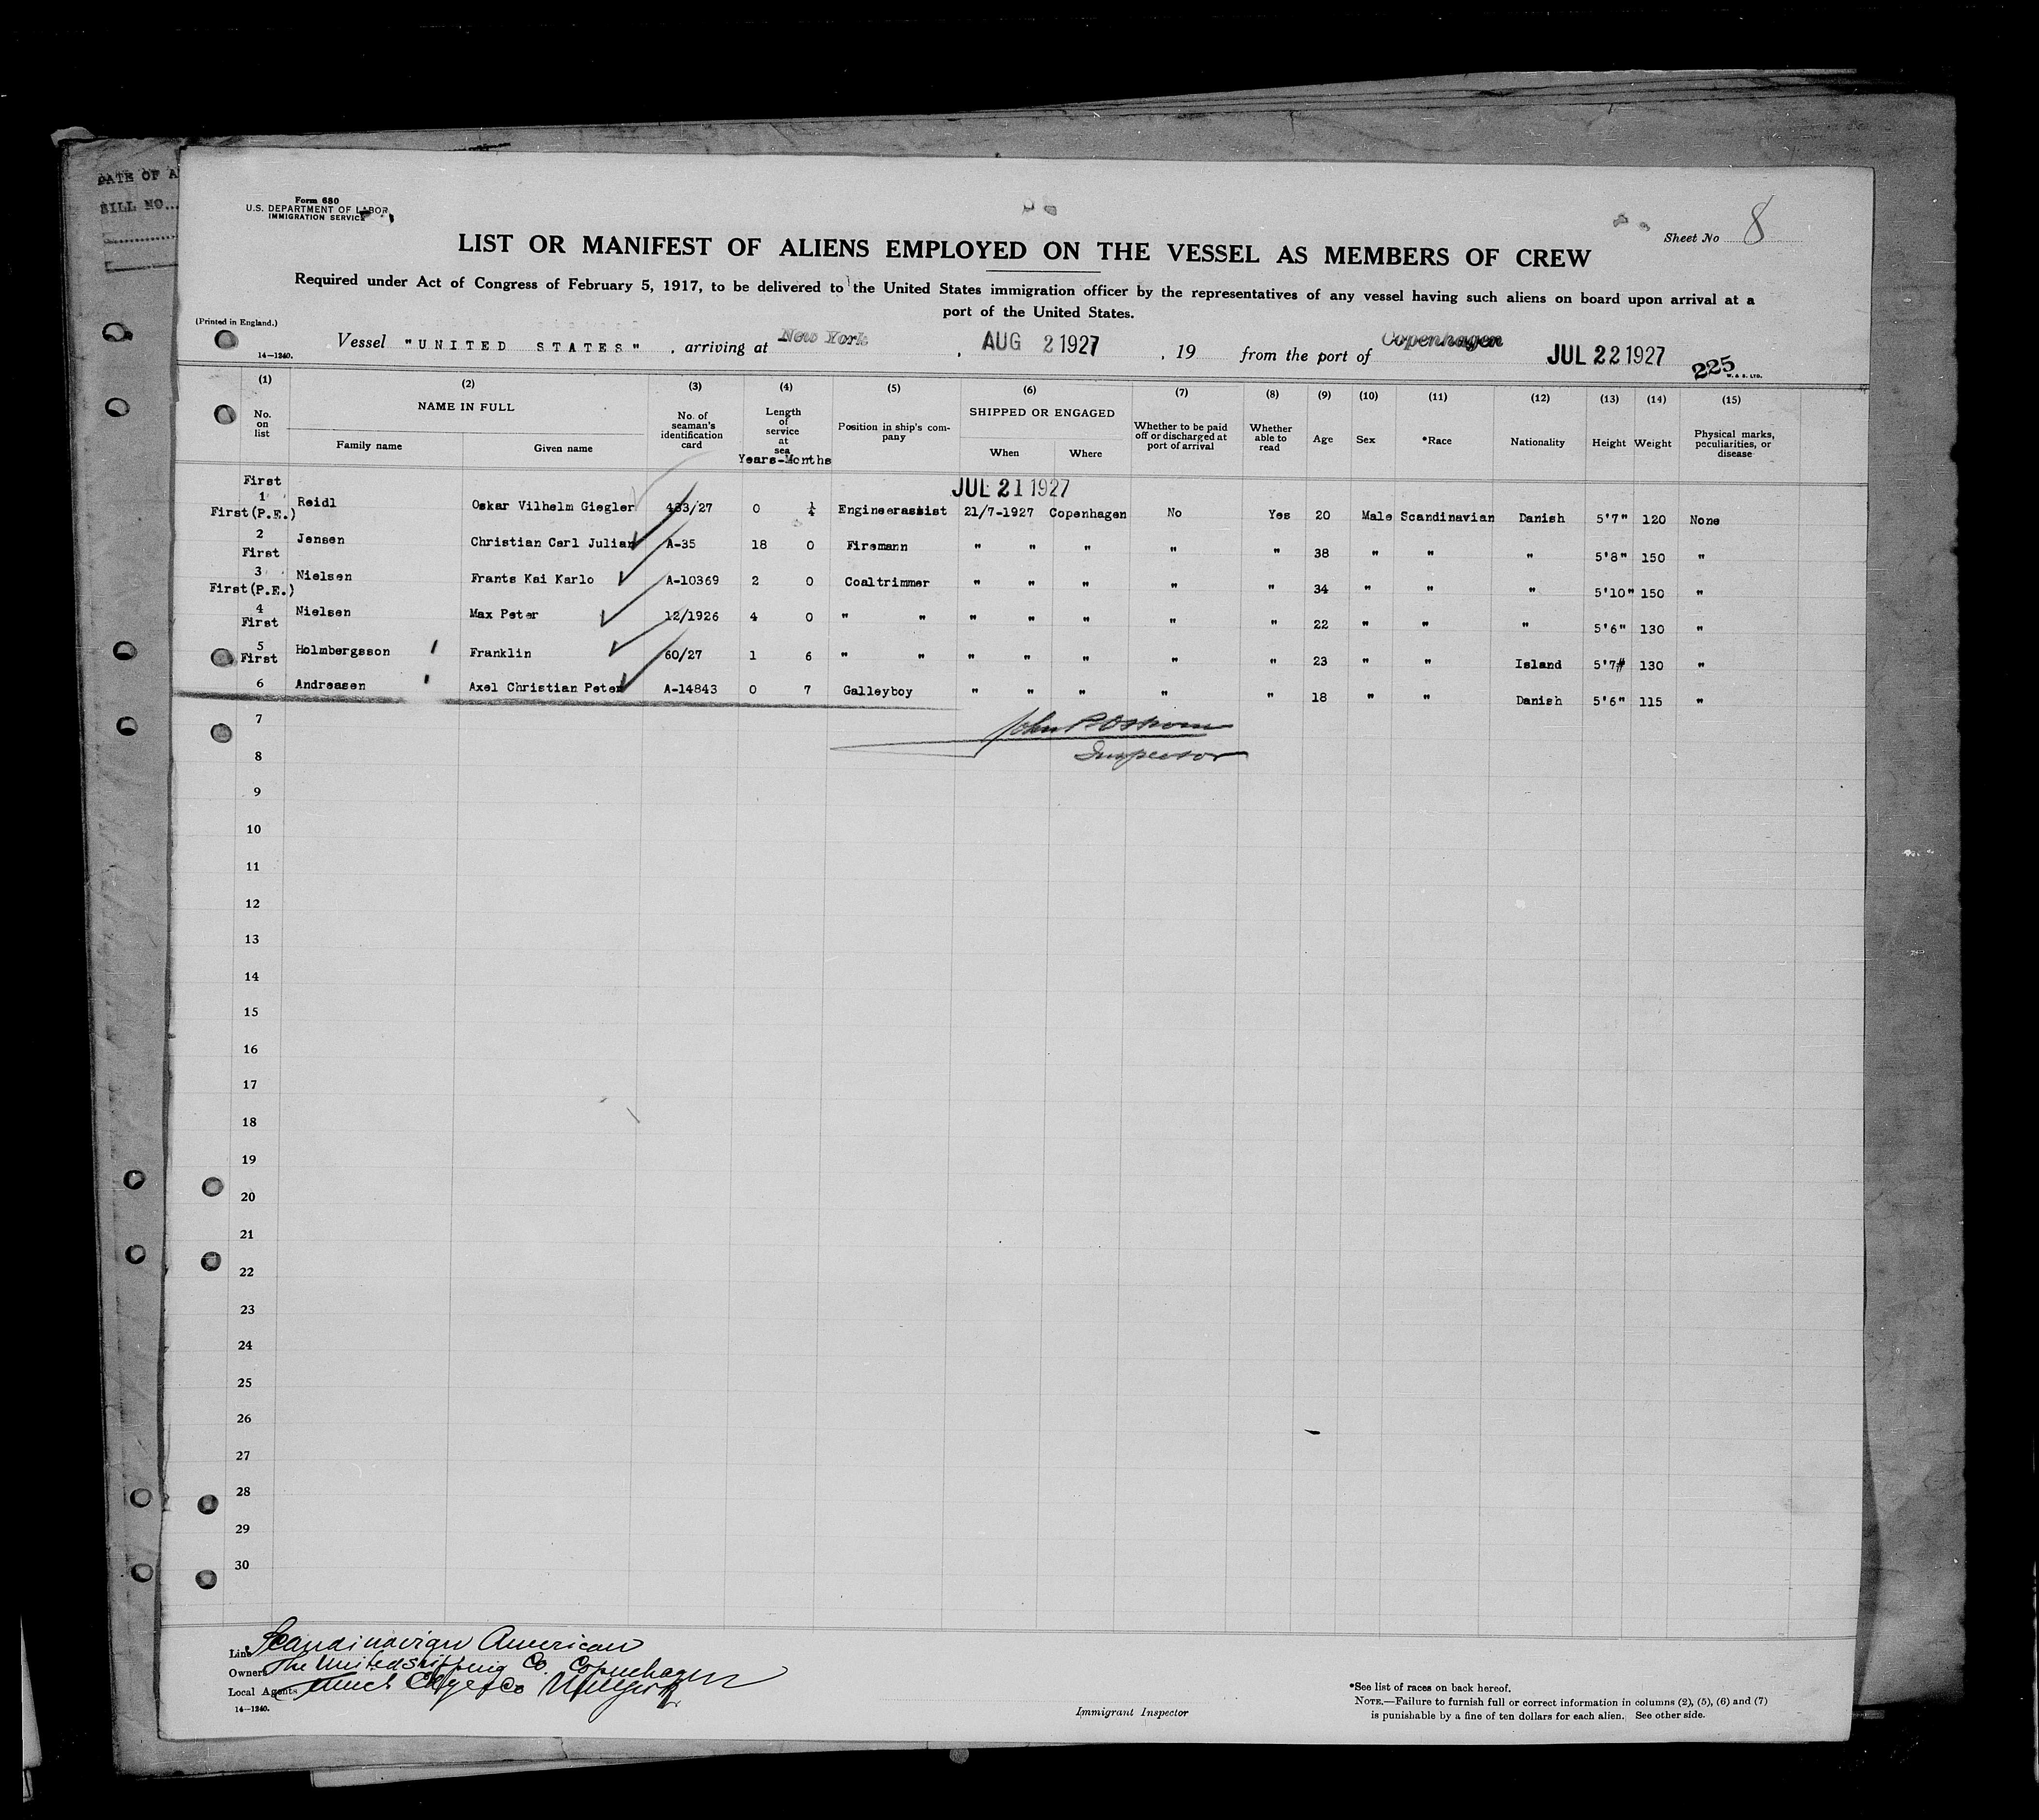 DATE OF A
BILL NO...
Form 680
U.S. DEPARTMENT OF LABOR
IMMIGRATION SERVICE
Sheet No 8
LIST OR MANIFEST OF ALIENS EMPLOYED ON THE VESSEL AS MEMBERS OF CREW
Required under Act of Congress of February 5, 1917, to be delivered to the United States immigration officer by the representatives of any vessel having such aliens on board upon arrival at a
port of the United States.
(Printed in England.)
14—1240.
Vessel "UNITED STATES" , arriving at New York , AUG 2 1927 , 19 from the port of Copenhagen JUL 22 1927 225
W. & S. LTD.
(1) (2) (3) (4) (5) (6) (7) (8) (9) (10) (11) (12) (13) (14) (15)
No. on list NAME IN FULL Family name Given name No. of seaman's identification card Length of service at sea Years-Months Position in ship's company SHIPPED OR ENGAGED When Where Whether to be paid off or discharged at port of arrival Whether able to read Age Sex *Race Nationality Height Weight Physical marks, peculiarities, or disease
JUL 21 1927
First
1 Reidl Oskar Vilhelm Giegler 483/27 0 1/4 Engineerassist 21/7-1927 Copenhagen No Yes 20 Male Scandinavian Danish 5'7" 120 None
First(P.E.)
2 Jensen Christian Carl Julian A-35 18 0 Firemann " " " " " 38 " " " 5'8" 150 "
First
3 Nielsen Frants Kai Karlo A-10369 2 0 Coaltrimmer " " " " " 34 " " " 5'10" 150 "
First(P.E.)
4 Nielsen Max Peter 12/1926 4 0 " " " " " " " 22 " " " 5'6" 130 "
First
5 Holmbergsson Franklin 60/27 1 6 " " " " " " " 23 " " Island 5'7" 130 "
First
6 Andreasen Axel Christian Peter A-14843 0 7 Galleyboy " " " " " 18 " " Danish 5'6" 115 "
7
John
8
Inspector
9
10
11
12
13
14
15
16
17
18
19
20
21
22
23
24
25
26
27
28
29
30
Line Scandinavian American
Owners The United shipping Co Copenhagen
Local Agents & Co New York
14—1240.
Immigrant Inspector
*See list of races on back hereof.
NOTE.—Failure to furnish full or correct information in columns (2), (5), (6) and (7)
is punishable by a fine of ten dollars for each alien. See other side.